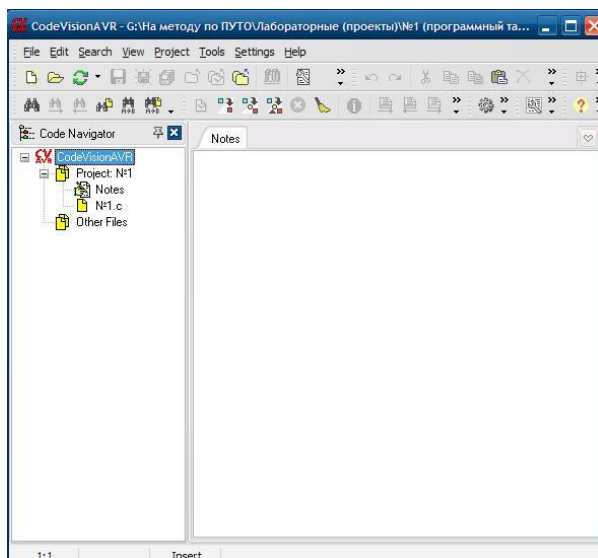 CodeVisionAVR - G:\На методу по ПУТО\Лабораторные (проекты)\№1 (программный та...
File Edit Search View Project Tools Settings Help
Code Navigator
Notes
CodeVisionAVR
Project: №1
Notes
№1.c
Other Files
1:1 Insert